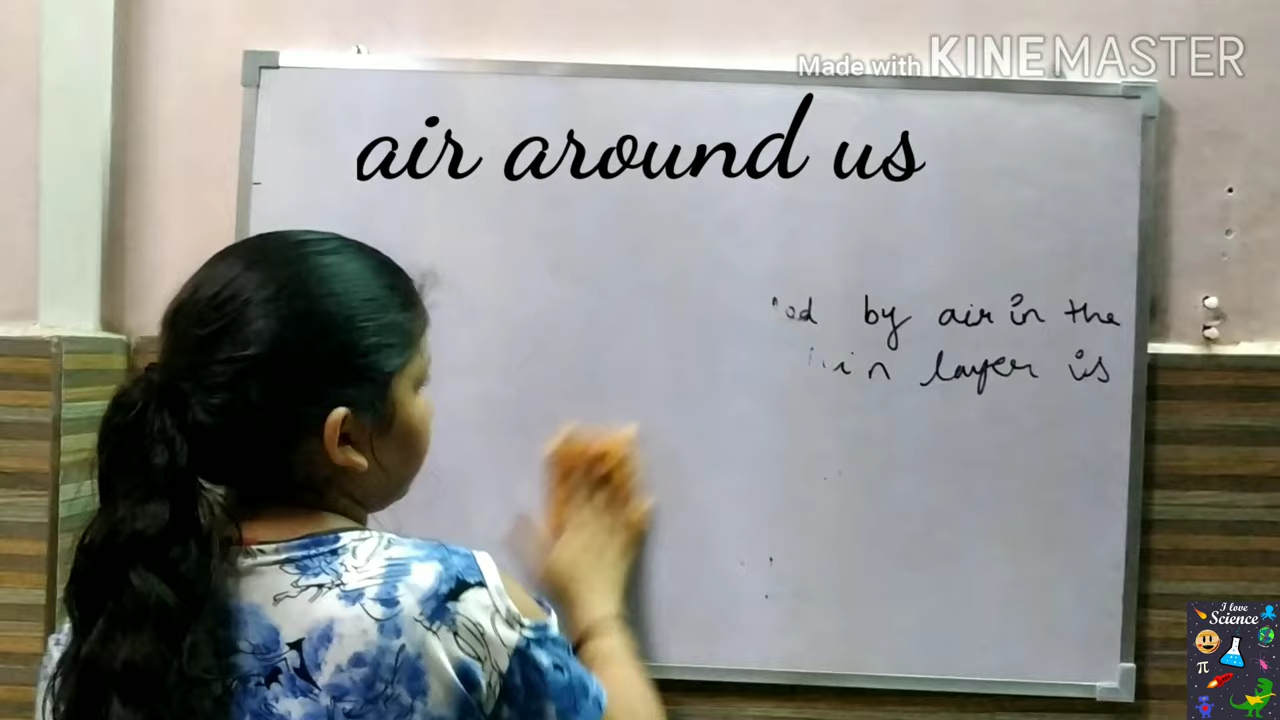 Made with KINEMASTER
air around us
by air in the
layer is
I love
Science
π